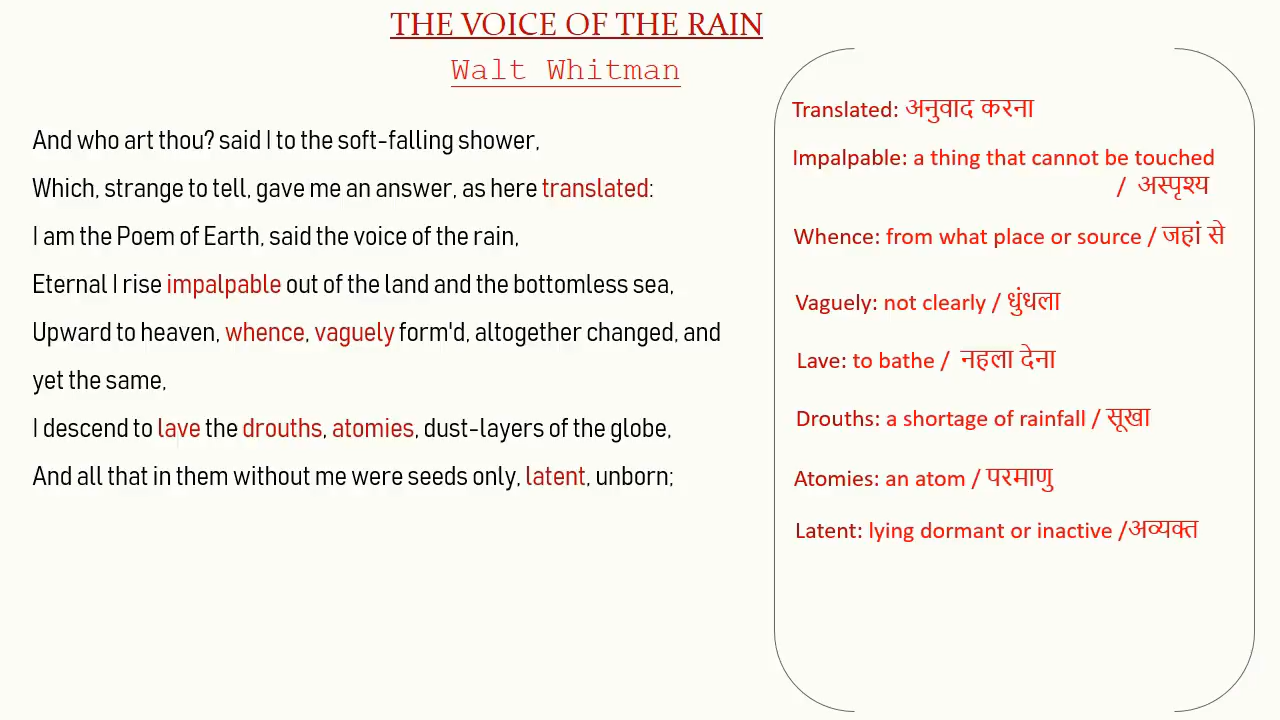 THE VOICE OF THE RAIN
Walt Whitman
And who art thou? said I to the soft-falling shower,
Which, strange to tell, gave me an answer, as here translated:
I am the Poem of Earth, said the voice of the rain,
Eternal I rise impalpable out of the land and the bottomless sea,
Upward to heaven, whence, vaguely form'd, altogether changed, and
yet the same,
I descend to lave the drouths, atomies, dust-layers of the globe,
And all that in them without me were seeds only, latent, unborn;
Translated: अनुवाद करना
Impalpable: a thing that cannot be touched
/ अस्पृश्य
Whence: from what place or source / जहां से
Vaguely: not clearly / धुंधला
Lave: to bathe / नहला देना
Drouths: a shortage of rainfall / सूखा
Atomies: an atom / परमाणु
Latent: lying dormant or inactive /अव्यक्त